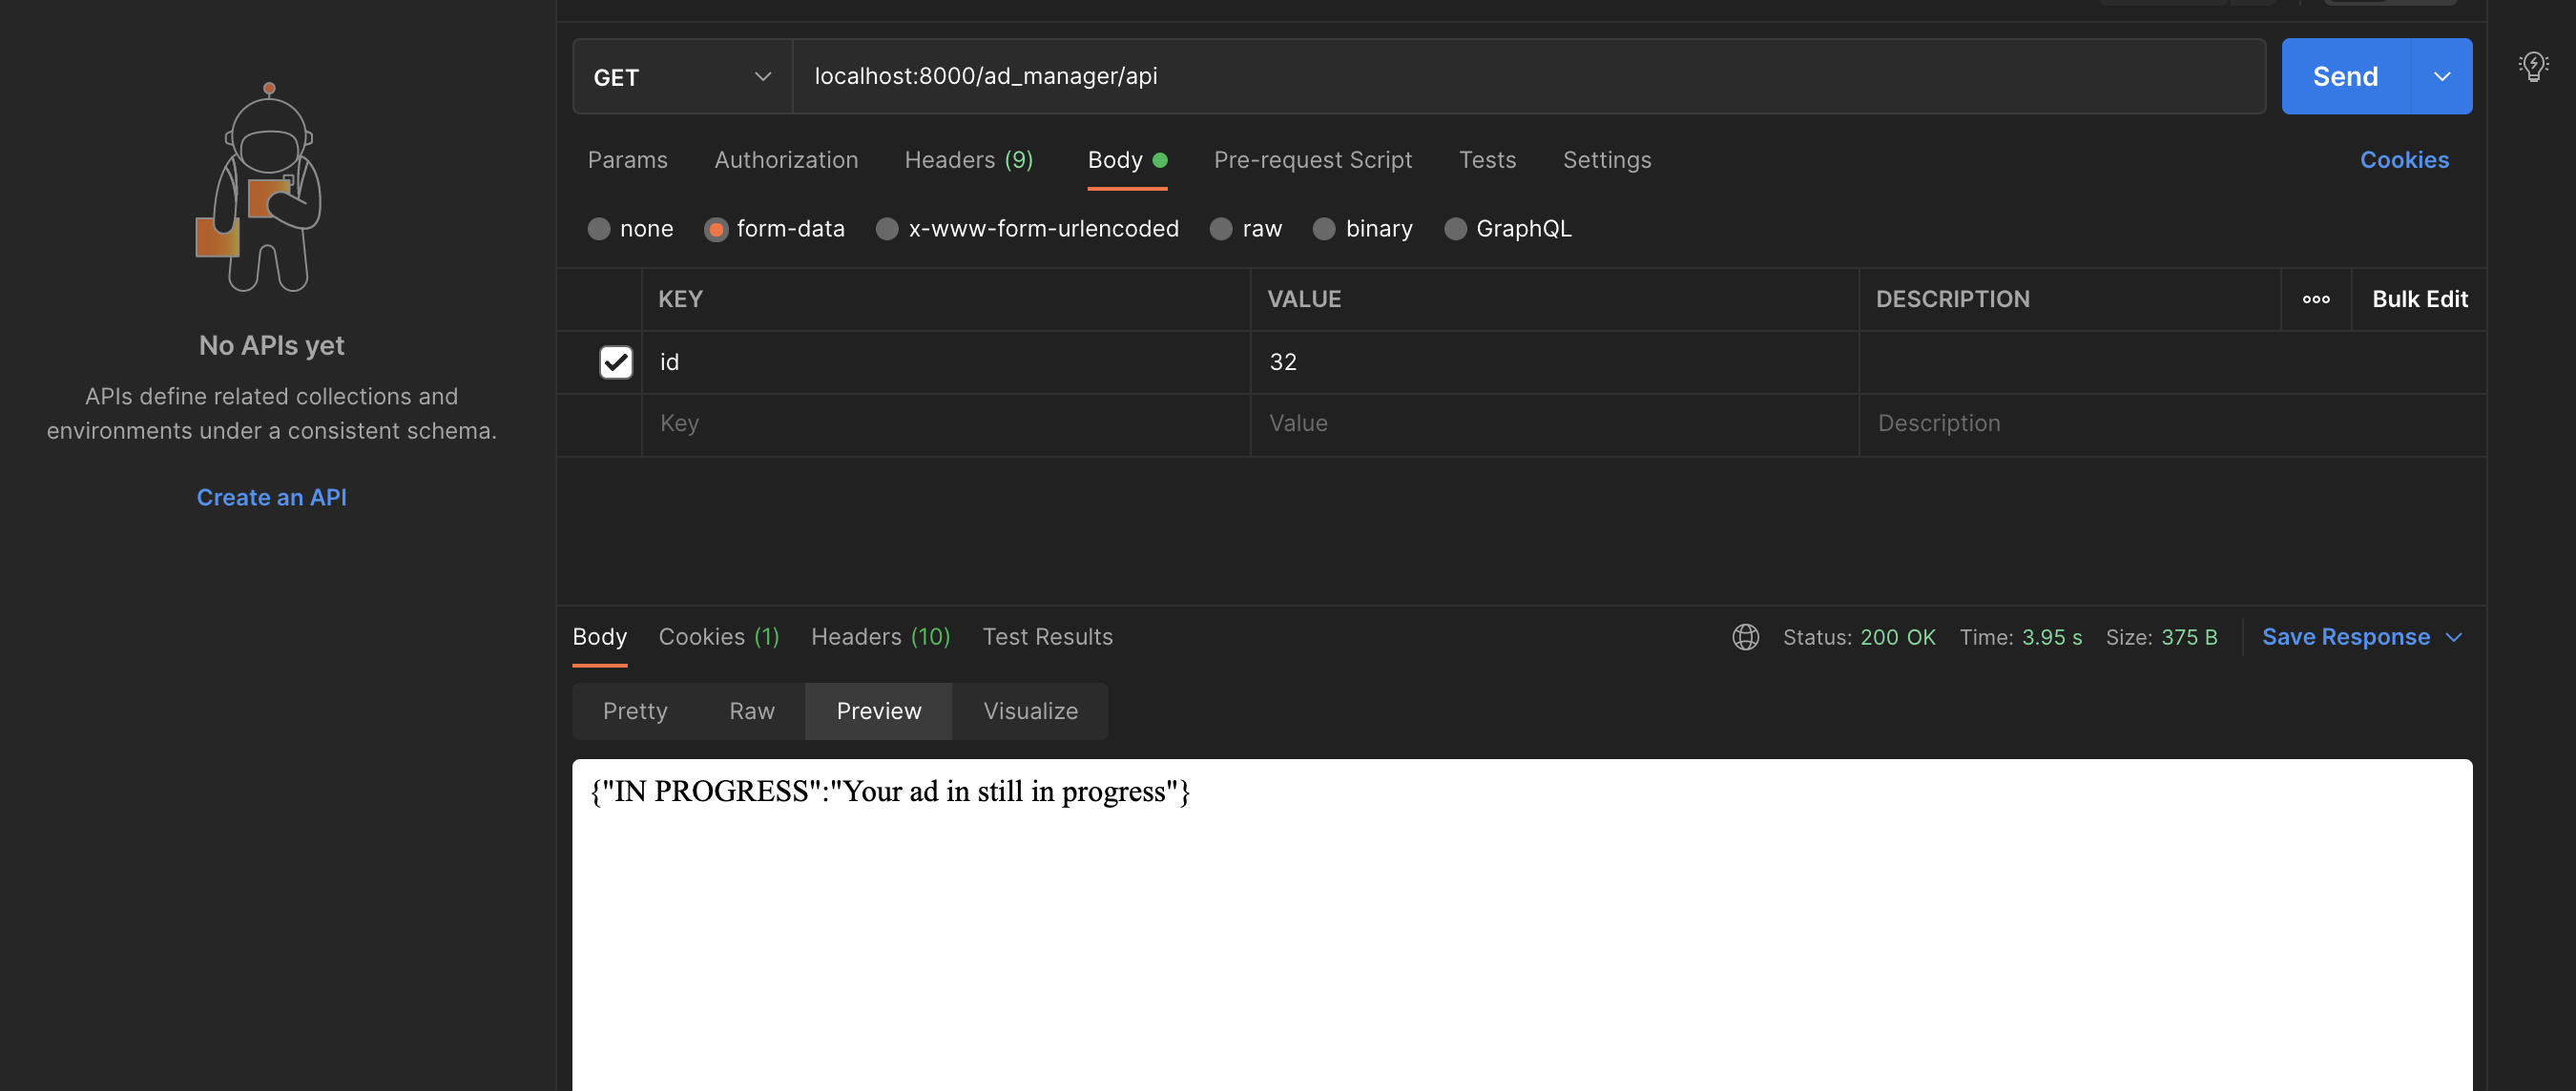 No APIs yet
APIs define related collections and
environments under a consistent schema.
Create an API
GET
localhost:8000/ad_manager/api
Send
Params Authorization Headers (9) Body Pre-request Script Tests Settings Cookies
none form-data x-www-form-urlencoded raw binary GraphQL
KEY VALUE DESCRIPTION ooo Bulk Edit
id 32
Key Value Description
Body Cookies (1) Headers (10) Test Results Status: 200 OK Time: 3.95 s Size: 375 B Save Response
Pretty Raw Preview Visualize
{"IN PROGRESS":"Your ad in still in progress"}